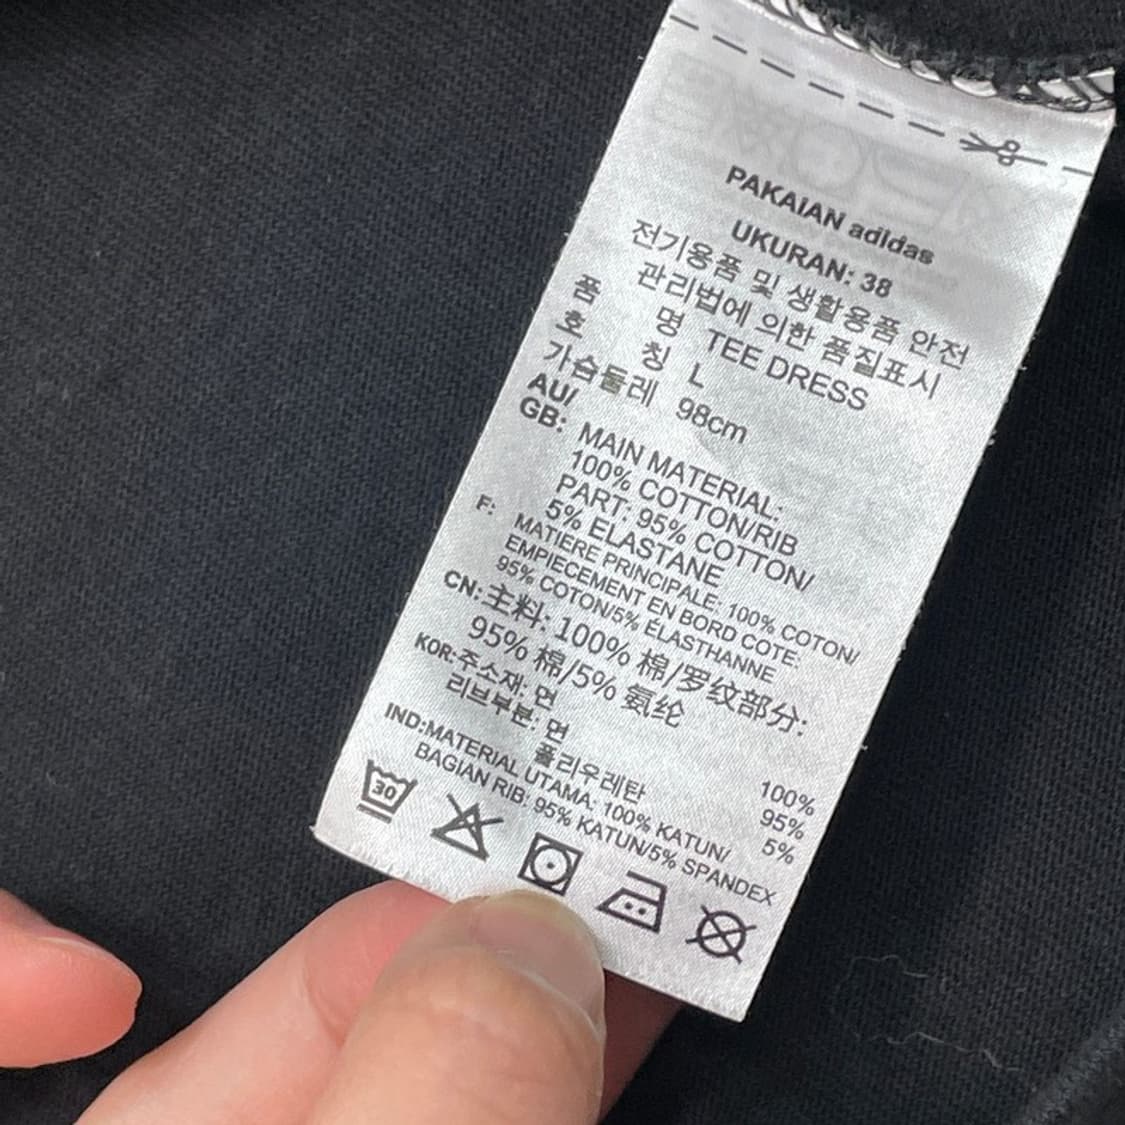 PAKAIAN adidas
UKURAN: 38
전기용품 및 생활용품 안전
관리법에 의한 품질표시
품 명 TEE DRESS
호 칭 L
가슴둘레 98cm
AU/
GB: MAIN MATERIAL:
100% COTTON/RIB
PART: 95% COTTON/
5% ELASTANE
F: MATIERE PRINCIPALE: 100% COTON/
EMPIECEMENT EN BORD COTE:
95% COTON/5% ÉLASTHANNE
CN: 主料: 100% 棉/罗纹部分:
95% 棉/5% 氨纶
KOR: 주소재: 면 100%
리브부분: 면 95%
폴리우레탄 5%
IND:MATERIAL UTAMA: 100% KATUN/
BAGIAN RIB: 95% KATUN/5% SPANDEX
30